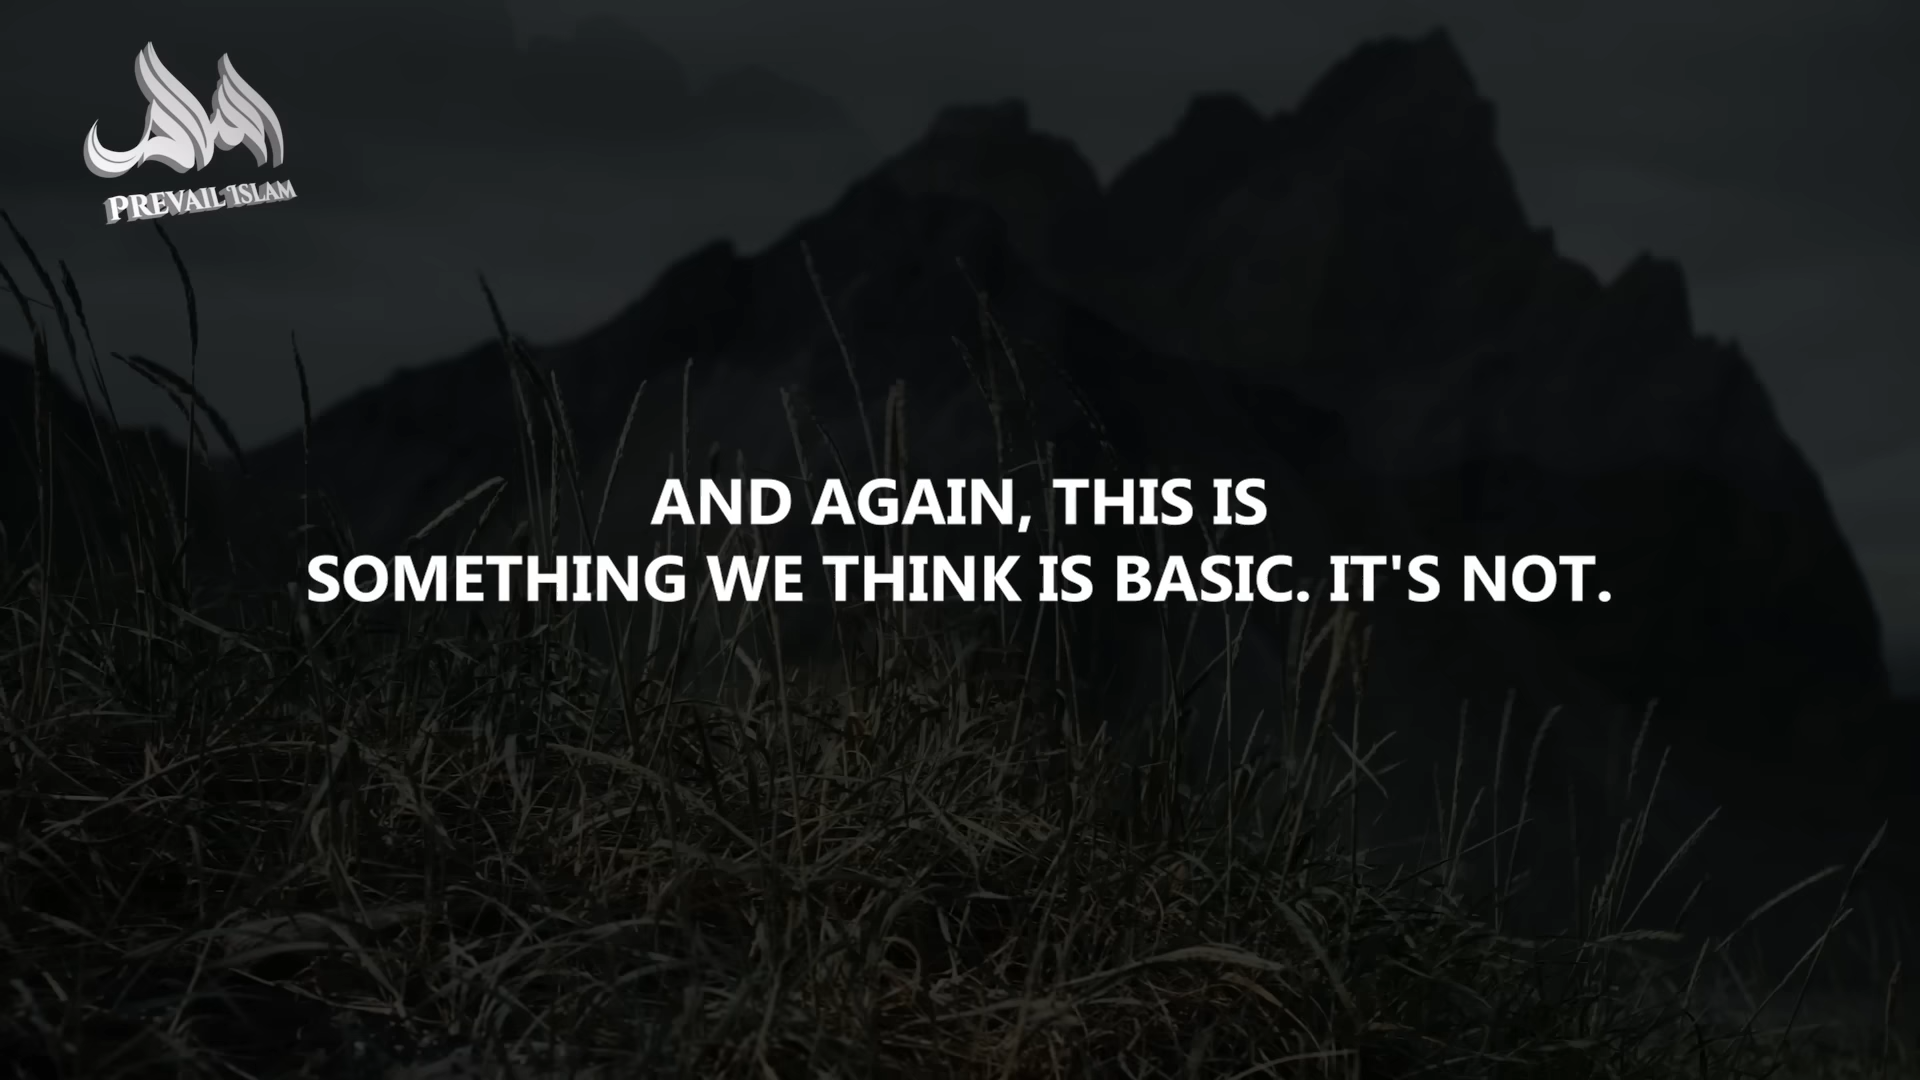 PREVAIL ISLAM
AND AGAIN, THIS IS
SOMETHING WE THINK IS BASIC. IT'S NOT.